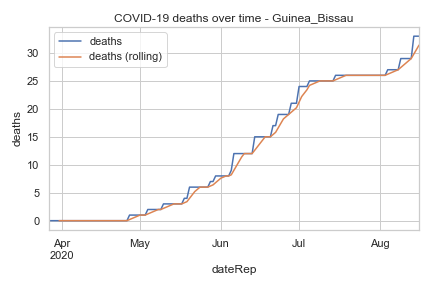 COVID-19 deaths over time - Guinea_Bissau
deaths
deaths (rolling)
30
25
20
15
10
5
0
deaths
Apr
2020
May
Jun
Jul
Aug
dateRep